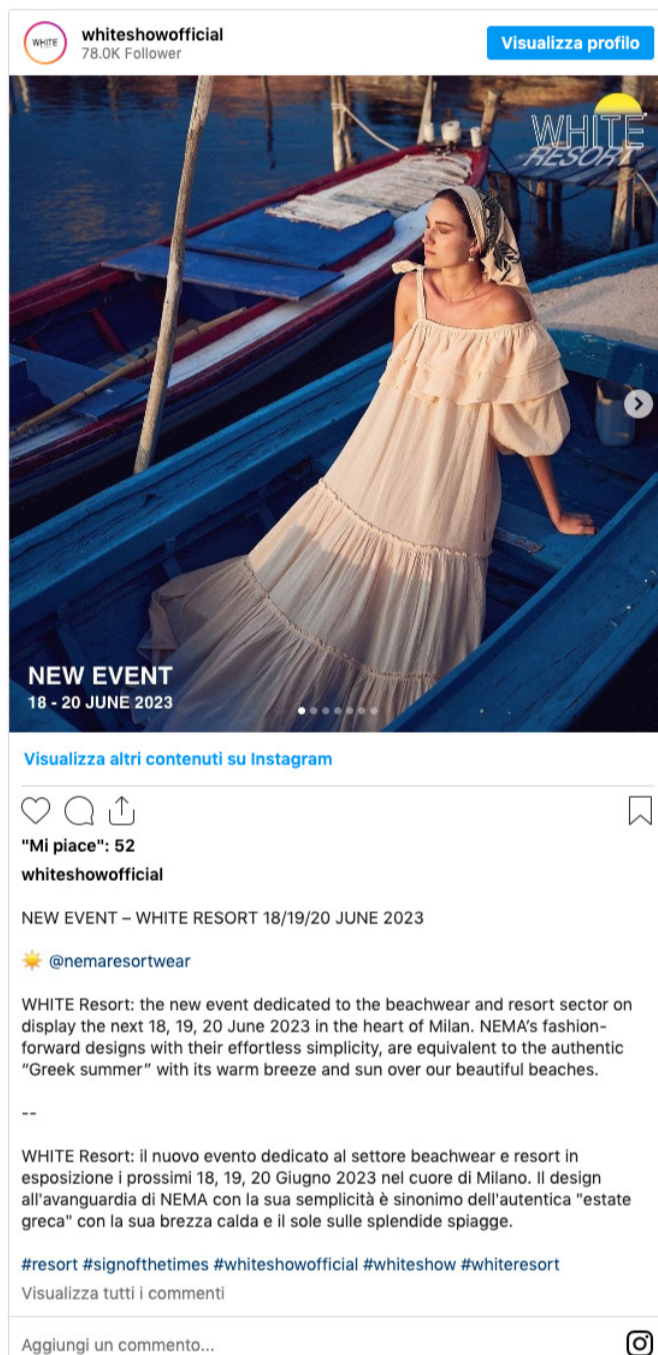 WHITE
whiteshowofficial
78.0K Follower
Visualizza profilo
WHITE
RESORT
NEW EVENT
18 - 20 JUNE 2023
Visualizza altri contenuti su Instagram
"Mi piace": 52
whiteshowofficial
NEW EVENT – WHITE RESORT 18/19/20 JUNE 2023
☀️ @nemaresortwear
WHITE Resort: the new event dedicated to the beachwear and resort sector on
display the next 18, 19, 20 June 2023 in the heart of Milan. NEMA’s fashion-
forward designs with their effortless simplicity, are equivalent to the authentic
“Greek summer” with its warm breeze and sun over our beautiful beaches.
--
WHITE Resort: il nuovo evento dedicato al settore beachwear e resort in
esposizione i prossimi 18, 19, 20 Giugno 2023 nel cuore di Milano. Il design
all'avanguardia di NEMA con la sua semplicità è sinonimo dell'autentica "estate
greca" con la sua brezza calda e il sole sulle splendide spiagge.
#resort #signofthetimes #whiteshowofficial #whiteshow #whiteresort
Visualizza tutti i commenti
Aggiungi un commento...